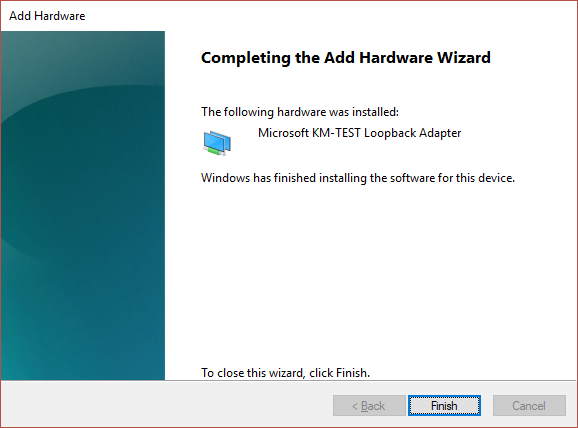 Add Hardware
Completing the Add Hardware Wizard
The following hardware was installed:
Microsoft KM-TEST Loopback Adapter
Windows has finished installing the software for this device.
To close this wizard, click Finish.
< Back
Finish
Cancel